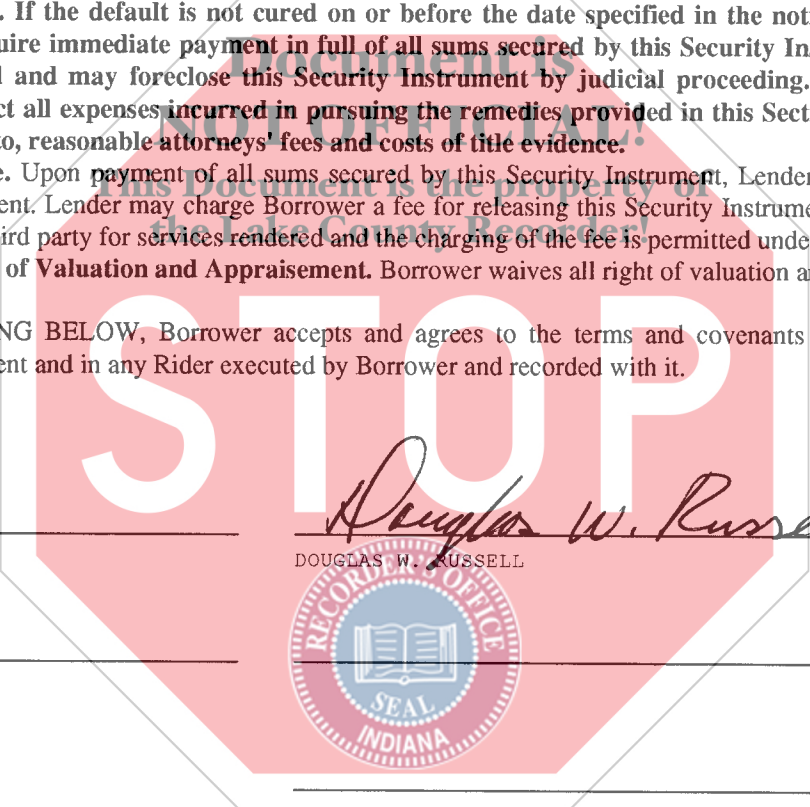 . If the default is not cured on or before the date specified in the not
uire immediate payment in full of all sums secured by this Security In
l and may foreclose this Security Instrument by judicial proceeding.
ct all expenses incurred in pursuing the remedies provided in this Sect
to, reasonable attorneys' fees and costs of title evidence.
e. Upon payment of all sums secured by this Security Instrument, Lender
ent. Lender may charge Borrower a fee for releasing this Security Instrume
ird party for services rendered and the charging of the fee is permitted unde
of Valuation and Appraisement. Borrower waives all right of valuation a
NG BELOW, Borrower accepts and agrees to the terms and covenants
ent and in any Rider executed by Borrower and recorded with it.
Document is
NOT OFFICIAL!
This Document is the property of
the Lake County Recorder!
STOP
Douglas W. Russe
DOUGLAS W. RUSSELL
RECORDER'S OFFICE
SEAL
INDIANA